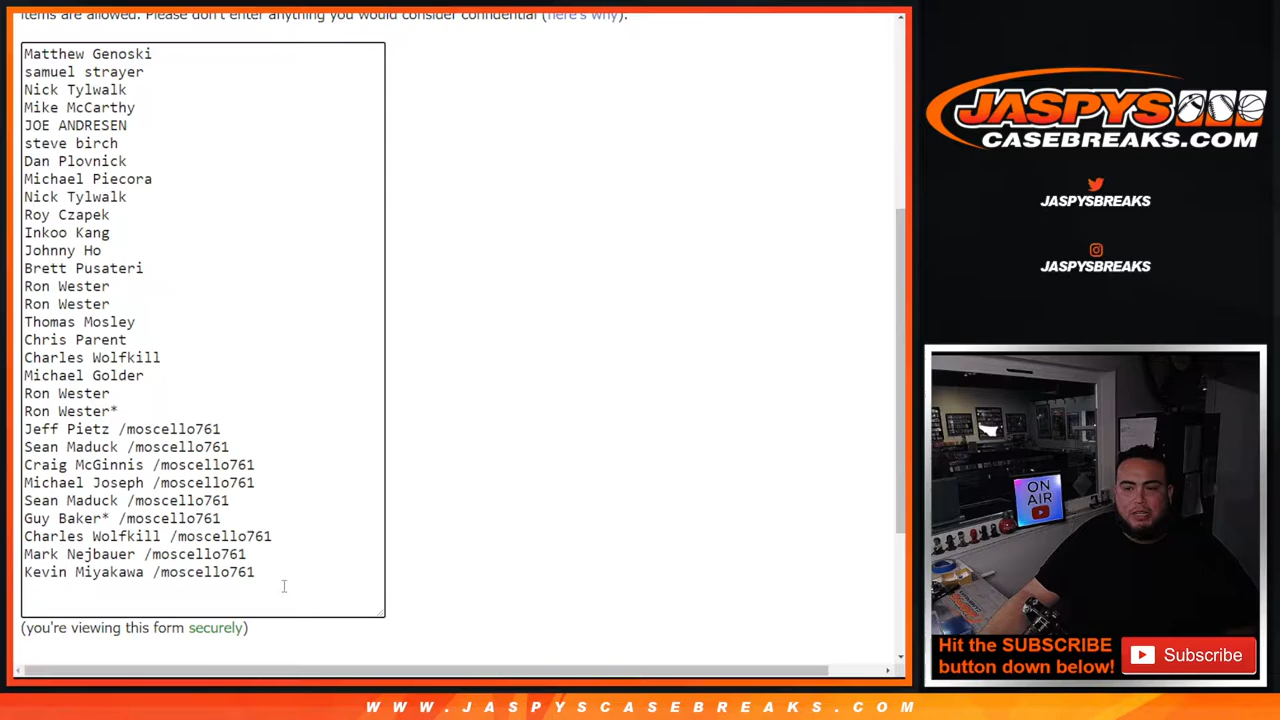 items are allowed. Please don't enter anything you would consider confidential (here's why).
Matthew Genoski
samuel strayer
Nick Tylwalk
Mike McCarthy
JOE ANDRESEN
steve birch
Dan Plovnick
Michael Piecora
Nick Tylwalk
Roy Czapek
Inkoo Kang
Johnny Ho
Brett Pusateri
Ron Wester
Ron Wester
Thomas Mosley
Chris Parent
Charles Wolfkill
Michael Golder
Ron Wester
Ron Wester*
Jeff Pietz /moscello761
Sean Maduck /moscello761
Craig McGinnis /moscello761
Michael Joseph /moscello761
Sean Maduck /moscello761
Guy Baker* /moscello761
Charles Wolfkill /moscello761
Mark Nejbauer /moscello761
Kevin Miyakawa /moscello761
(you're viewing this form securely)
JASPYS
CASEBREAKS.COM
JASPYSBREAKS
JASPYSBREAKS
ON
AIR
Hit the SUBSCRIBE
button down below!
Subscribe
WWW.JASPYSCASEBREAKS.COM